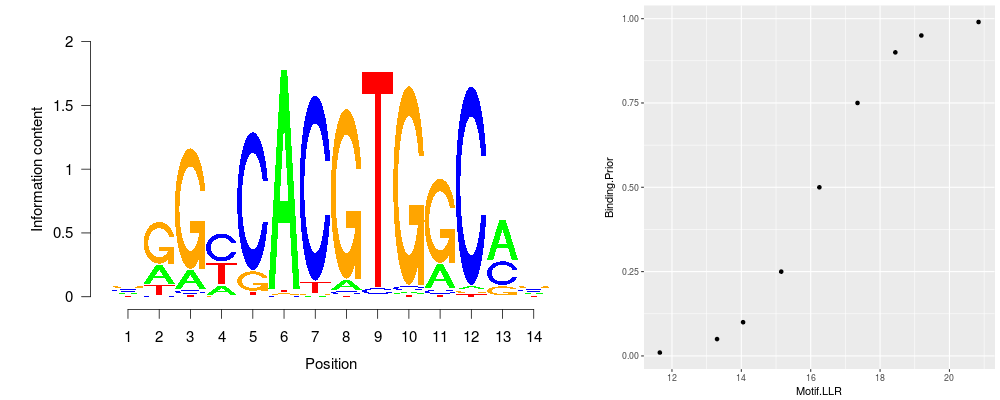 2
1.5
1
0.5
0
Information content
G G C C A C G T G G C A
A A T G T A A C
T A
1 2 3 4 5 6 7 8 9 10 11 12 13 14
Position
1.00
0.75
0.50
0.25
0.00
Binding.Prior
12 14 16 18 20
Motif.LLR